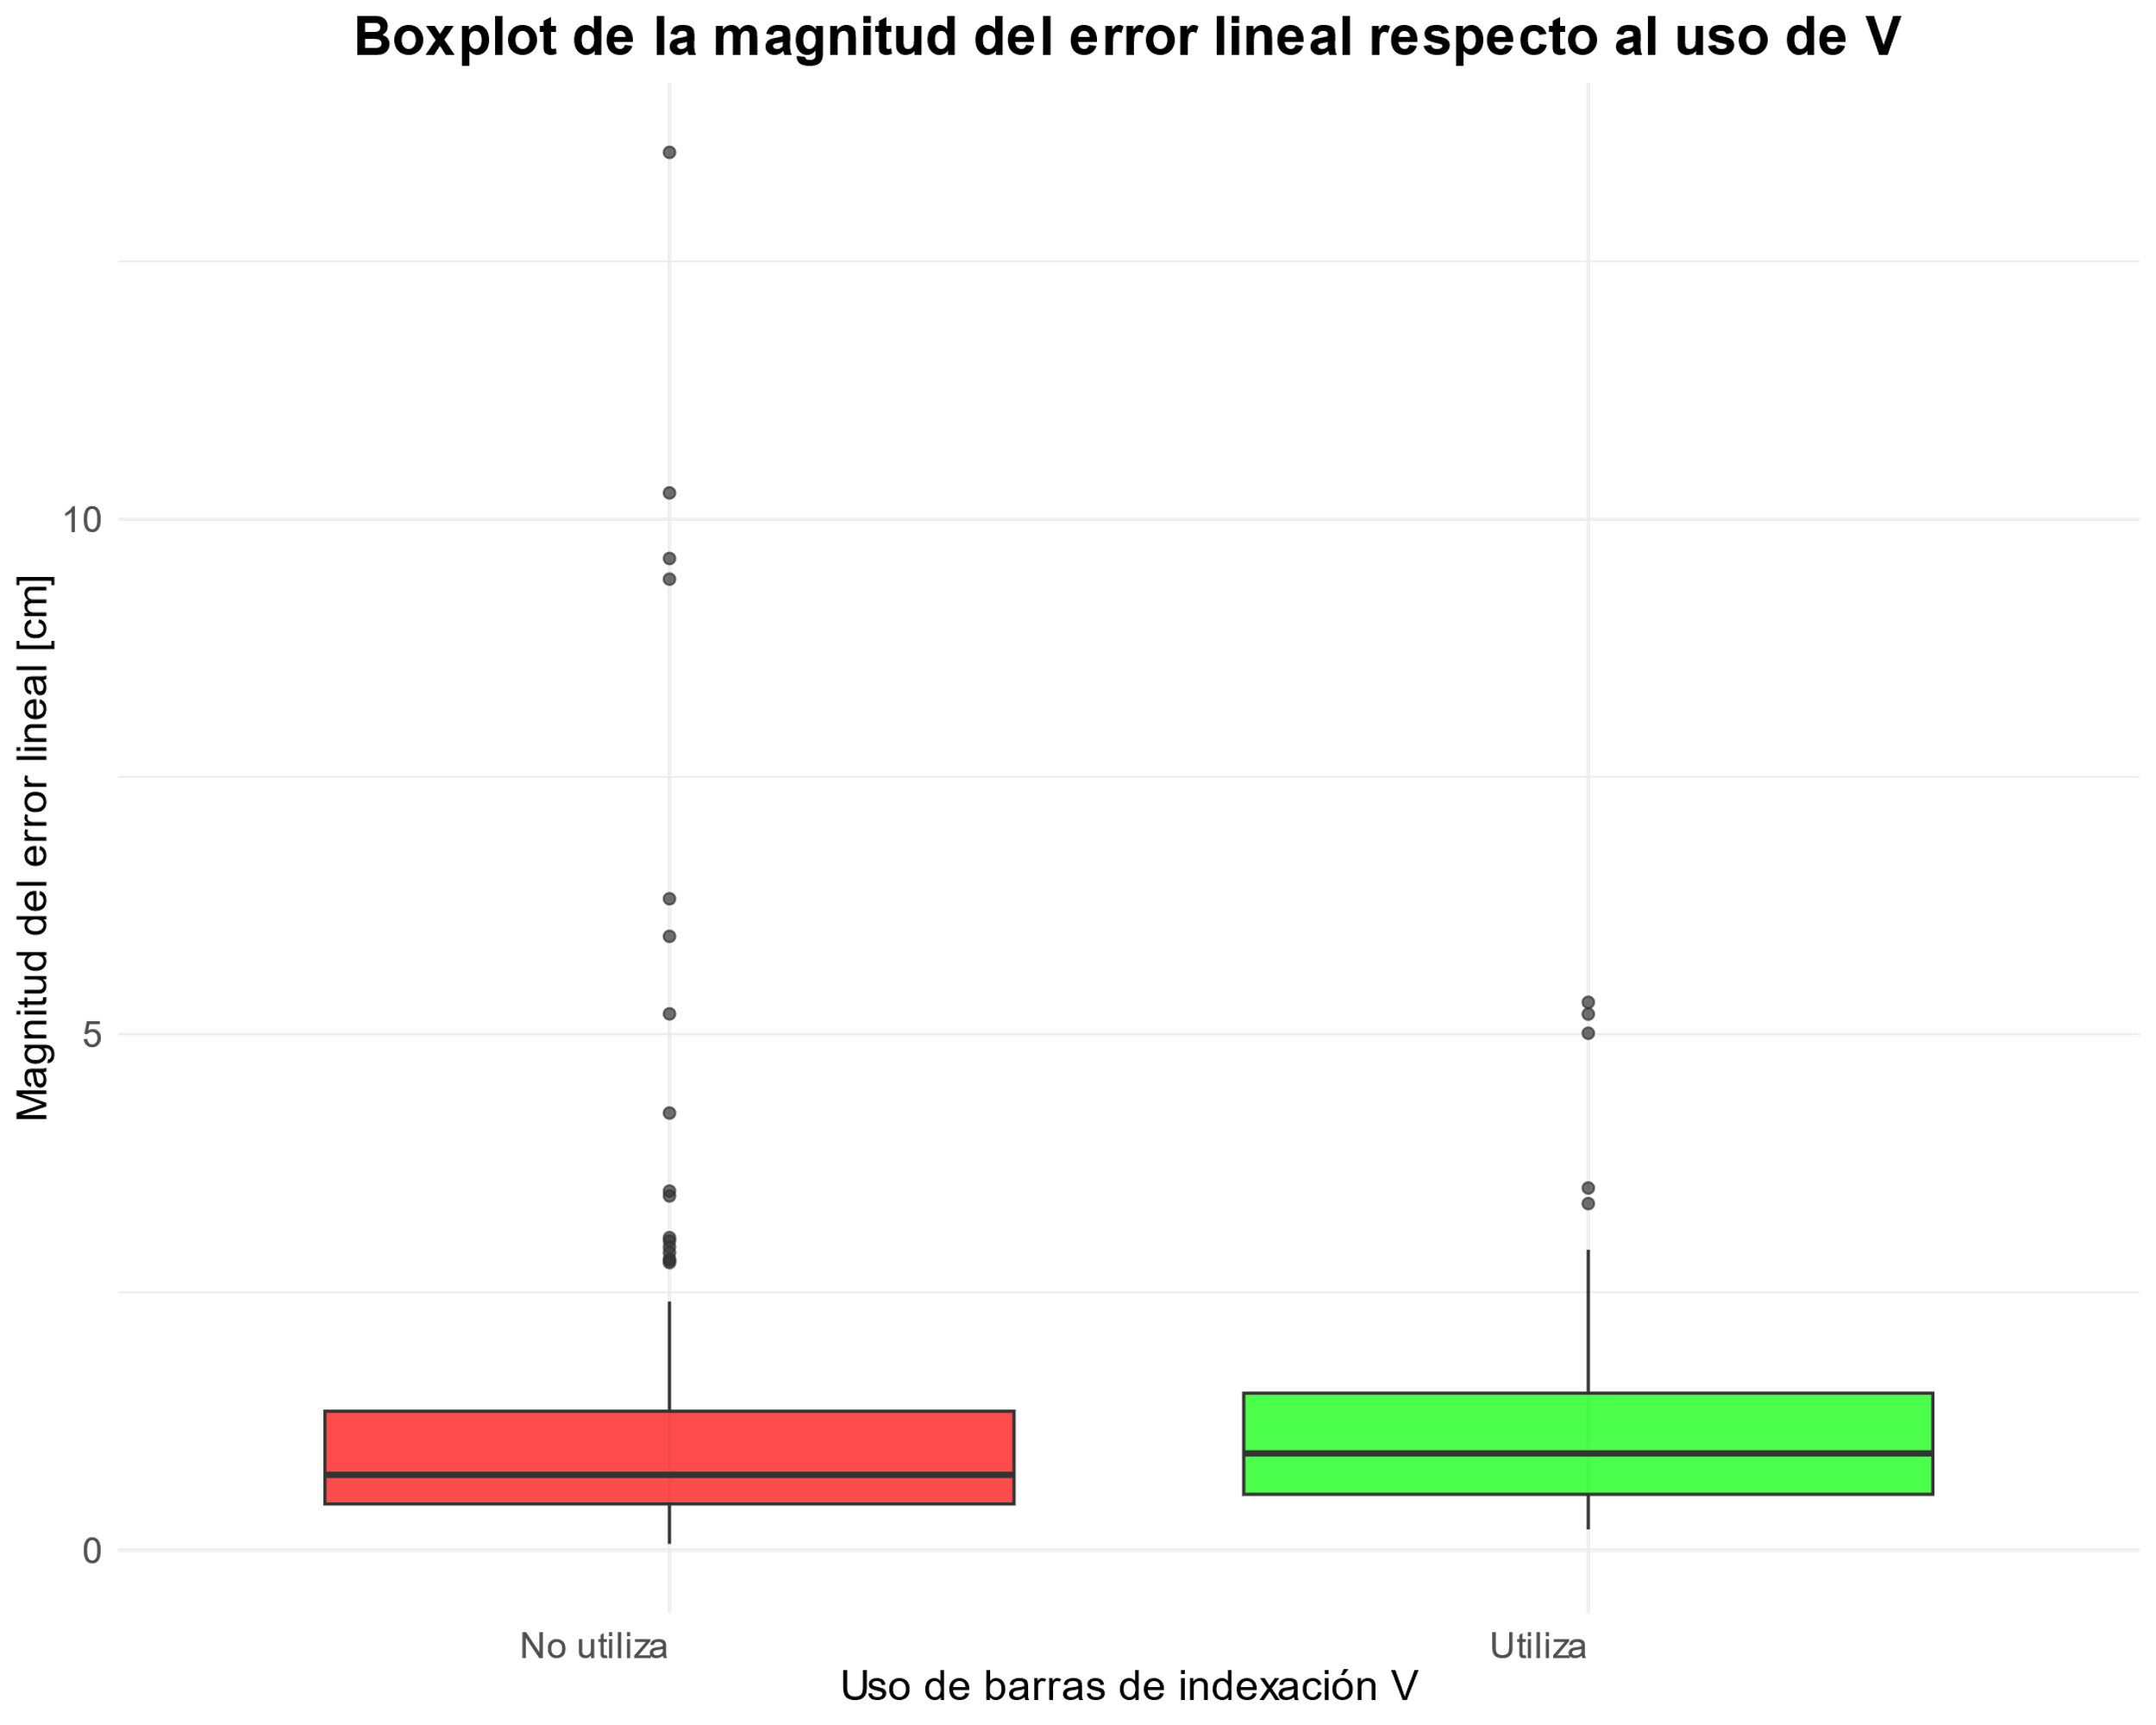 Boxplot de la magnitud del error lineal respecto al uso de V
Magnitud del error lineal [cm]
10
5
0
No utiliza
Utiliza
Uso de barras de indexación V